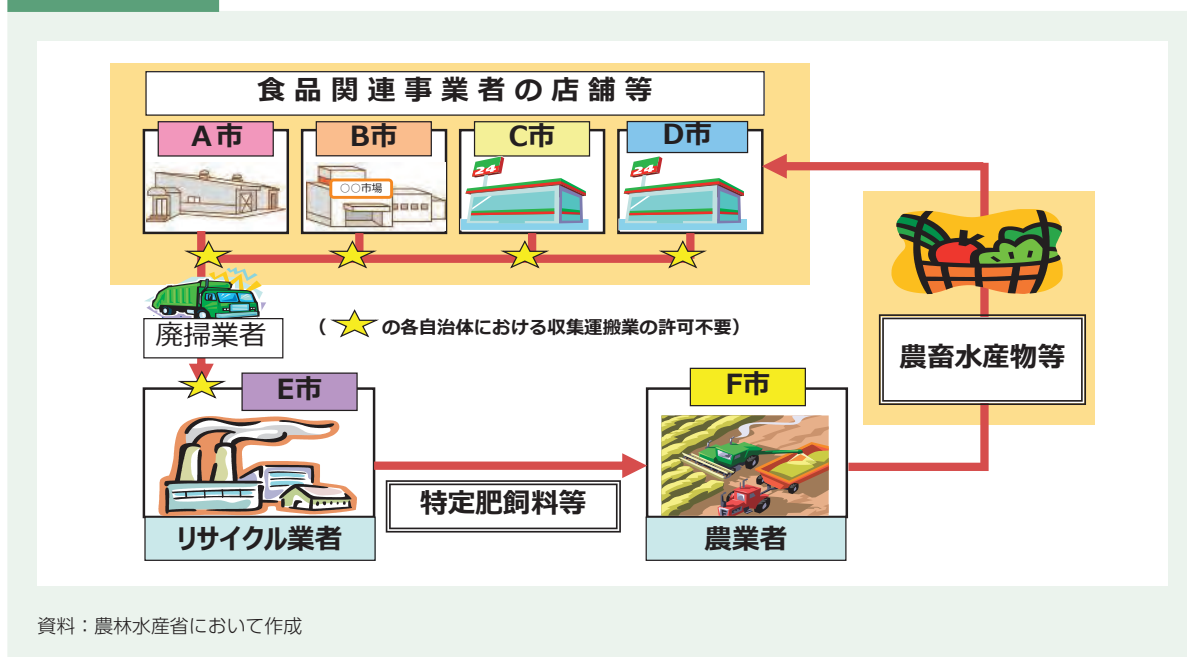 食品関連事業者の店舗等
A市
B市
C市
D市
○○市場
24
24
廃掃業者
(☆の各自治体における収集運搬業の許可不要)
農畜水産物等
E市
F市
特定肥飼料等
リサイクル業者
農業者
資料：農林水産省において作成